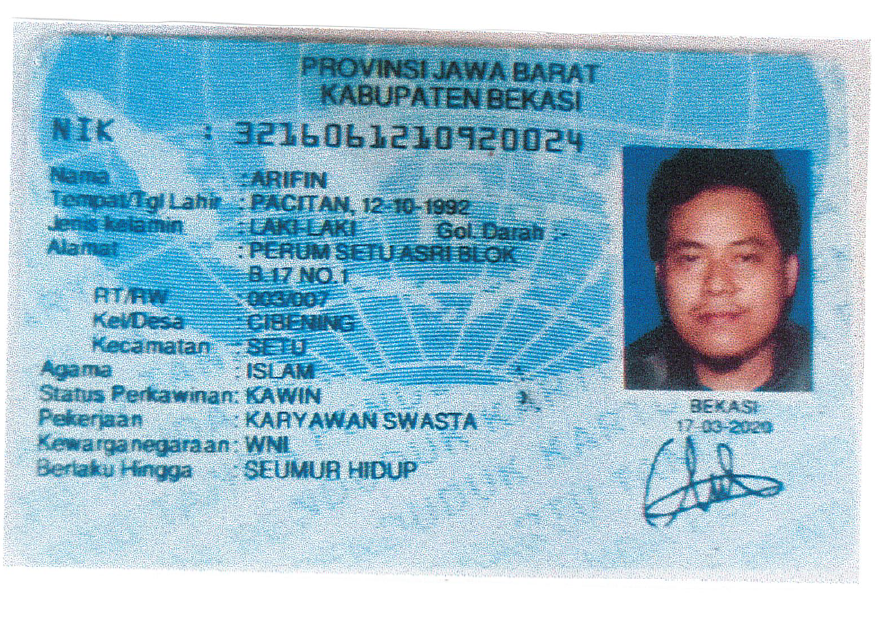 PROVINSI JAWA BARAT
KABUPATEN BEKASI
NIK : 3216061210920024
Nama : ARIFIN
Tempat/Tgl Lahir : PACITAN, 12-10-1992
Jenis kelamin : LAKI-LAKI Gol. Darah :-
Alamat : PERUM SETU ASRI BLOK
B 17 NO.1
RT/RW : 003/007
Kel/Desa : CIBENING
Kecamatan : SETU
Agama : ISLAM
Status Perkawinan: KAWIN
Pekerjaan : KARYAWAN SWASTA
Kewarganegaraan: WNI
Berlaku Hingga : SEUMUR HIDUP
BEKASI
17-03-2020